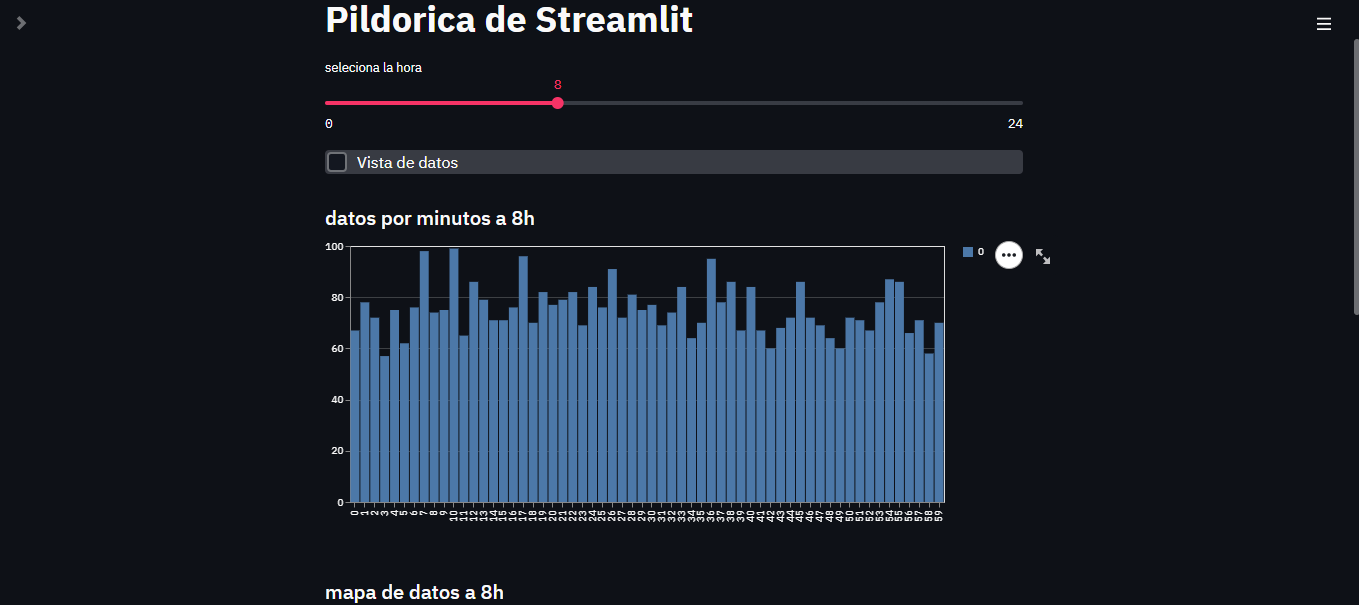 Pildorica de Streamlit
seleciona la hora
8
0 24
Vista de datos
datos por minutos a 8h
0
100
80
60
40
20
0
0 1 2 3 4 5 6 7 8 9 10 11 12 13 14 15 16 17 18 19 20 21 22 23 24 25 26 27 28 29 30 31 32 33 34 35 36 37 38 39 40 41 42 43 44 45 46 47 48 49 50 51 52 53 54 55 56 57 58 59
mapa de datos a 8h